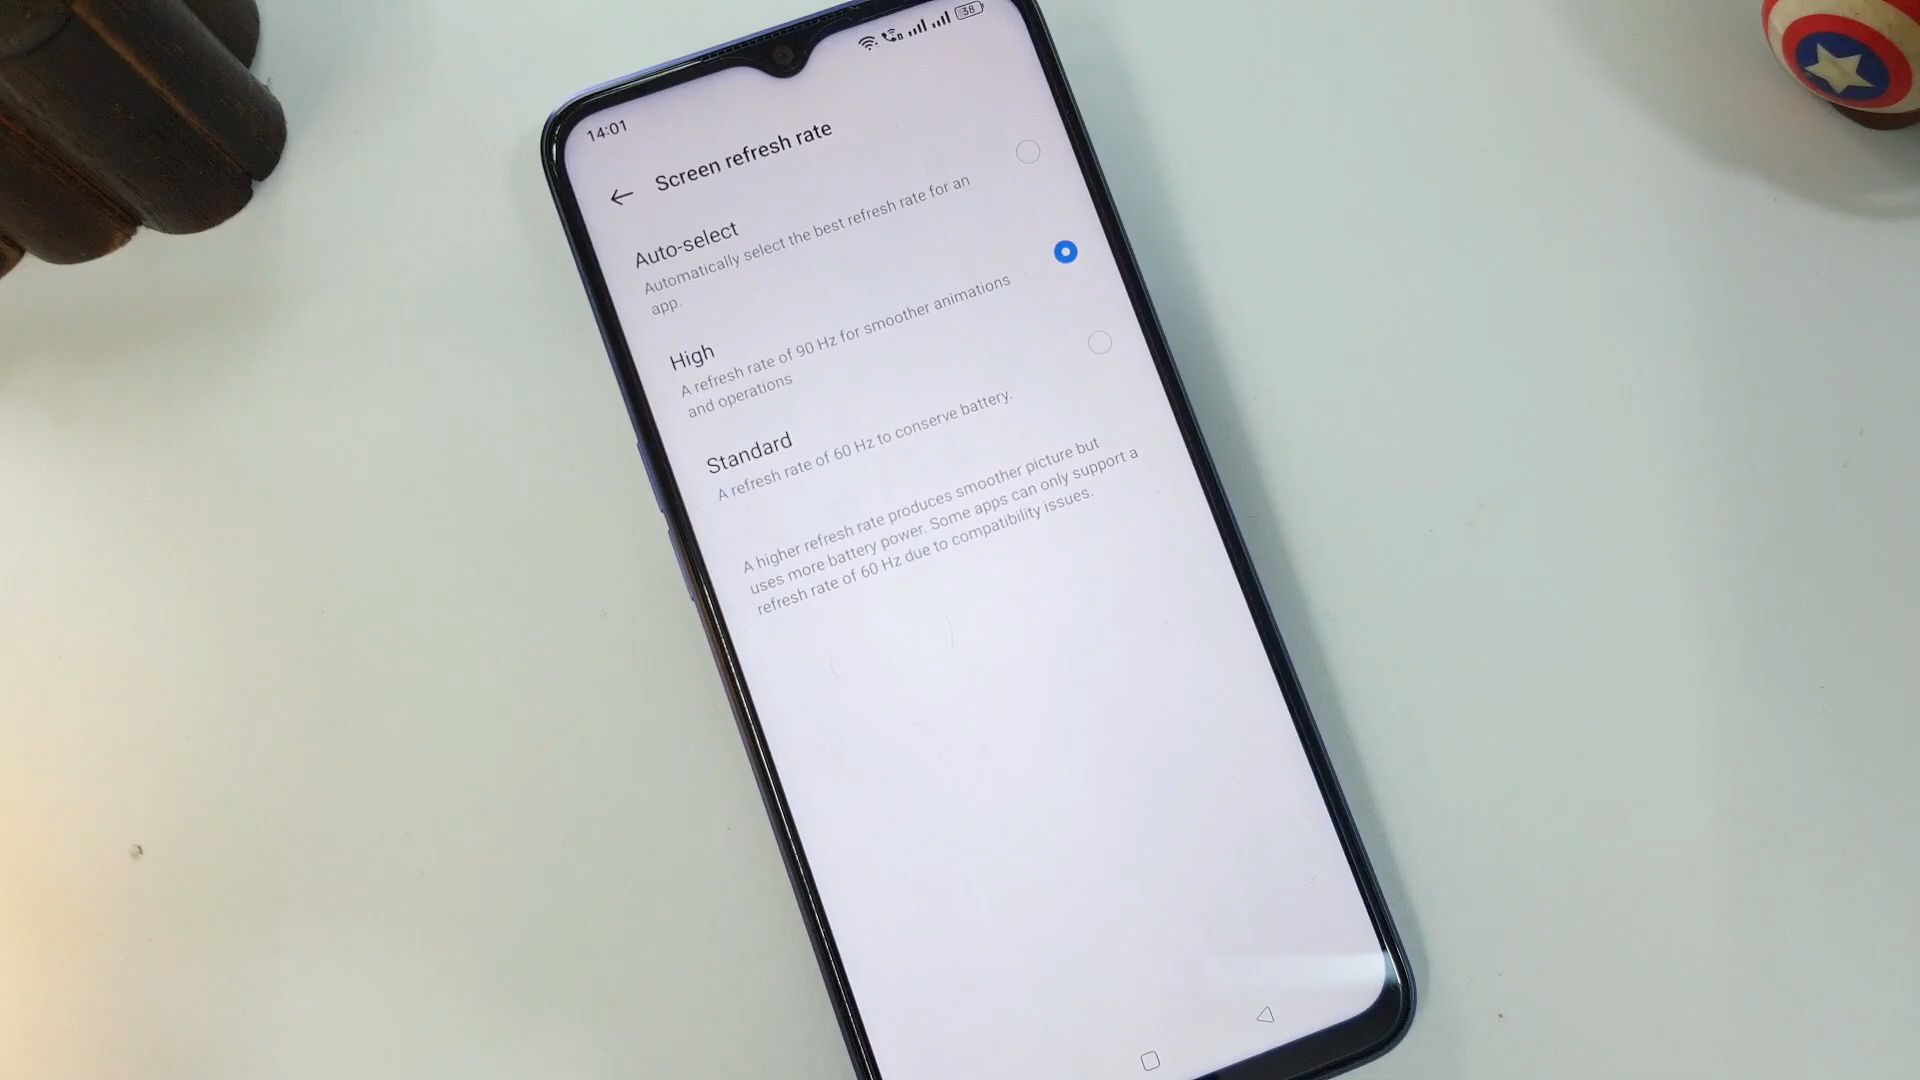 14:01
38
Screen refresh rate
Auto-select
Automatically select the best refresh rate for an
app.
High
A refresh rate of 90 Hz for smoother animations
and operations
Standard
A refresh rate of 60 Hz to conserve battery.
A higher refresh rate produces smoother picture but
uses more battery power. Some apps can only support a
refresh rate of 60 Hz due to compatibility issues.